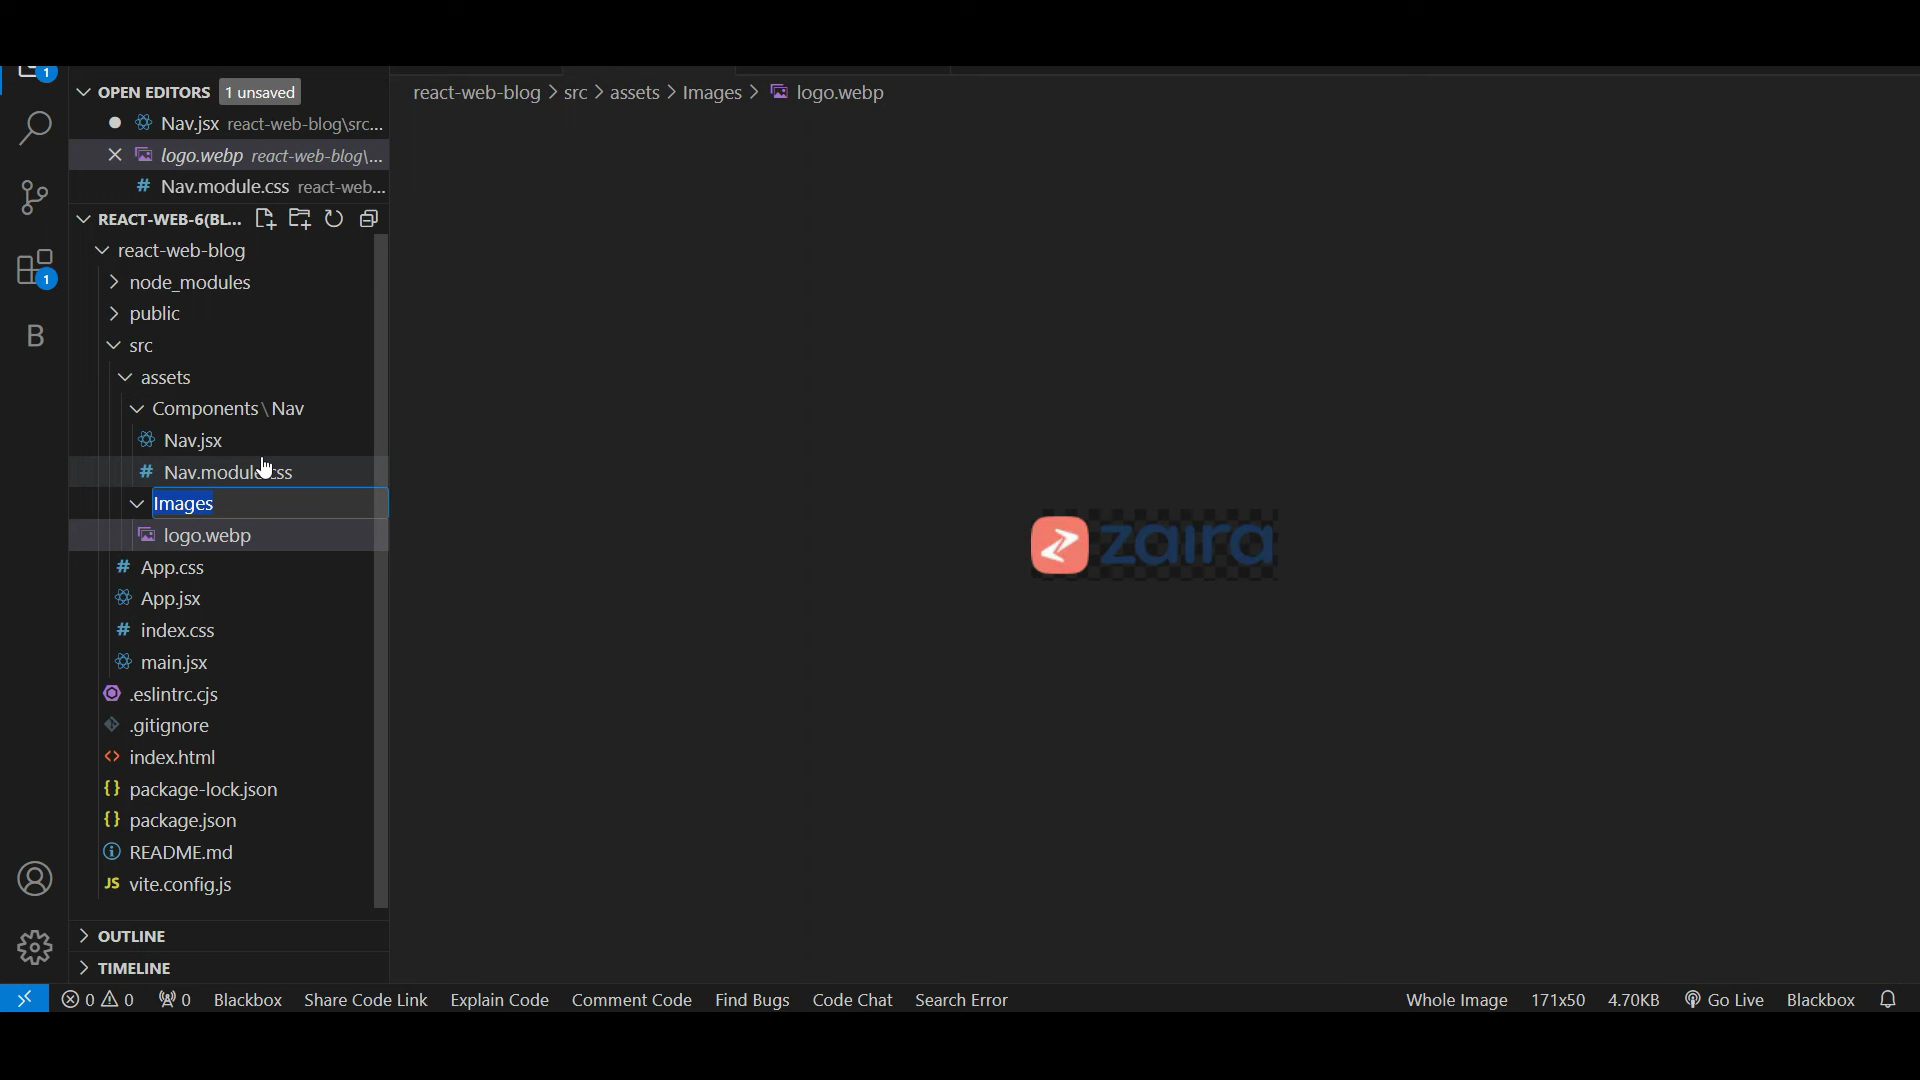 1
OPEN EDITORS 1 unsaved
Nav.jsx react-web-blog\src...
logo.webp react-web-blog\...
# Nav.module.css react-web...
REACT-WEB-6(BL...
react-web-blog
node_modules
public
src
assets
Components\Nav
Nav.jsx
# Nav.module.css
Images
logo.webp
# App.css
App.jsx
# index.css
main.jsx
.eslintrc.cjs
.gitignore
<> index.html
{} package-lock.json
{} package.json
README.md
JS vite.config.js
OUTLINE
TIMELINE
1
B
react-web-blog > src > assets > Images > logo.webp
zaira
0 0 0 Blackbox Share Code Link Explain Code Comment Code Find Bugs Code Chat Search Error Whole Image 171x50 4.70KB Go Live Blackbox